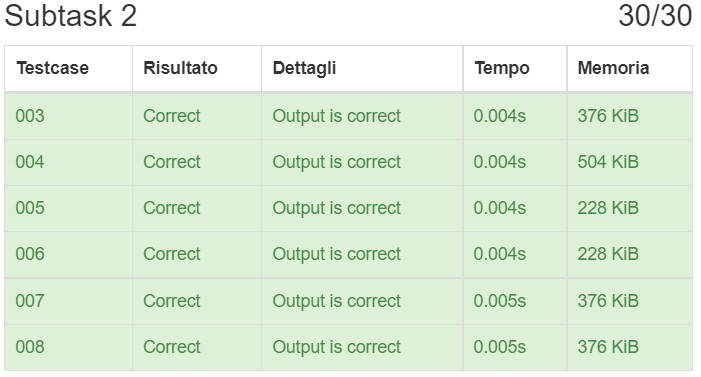 Subtask 2 30/30
Testcase Risultato Dettagli Tempo Memoria
003 Correct Output is correct 0.004s 376 KiB
004 Correct Output is correct 0.004s 504 KiB
005 Correct Output is correct 0.004s 228 KiB
006 Correct Output is correct 0.004s 228 KiB
007 Correct Output is correct 0.005s 376 KiB
008 Correct Output is correct 0.005s 376 KiB